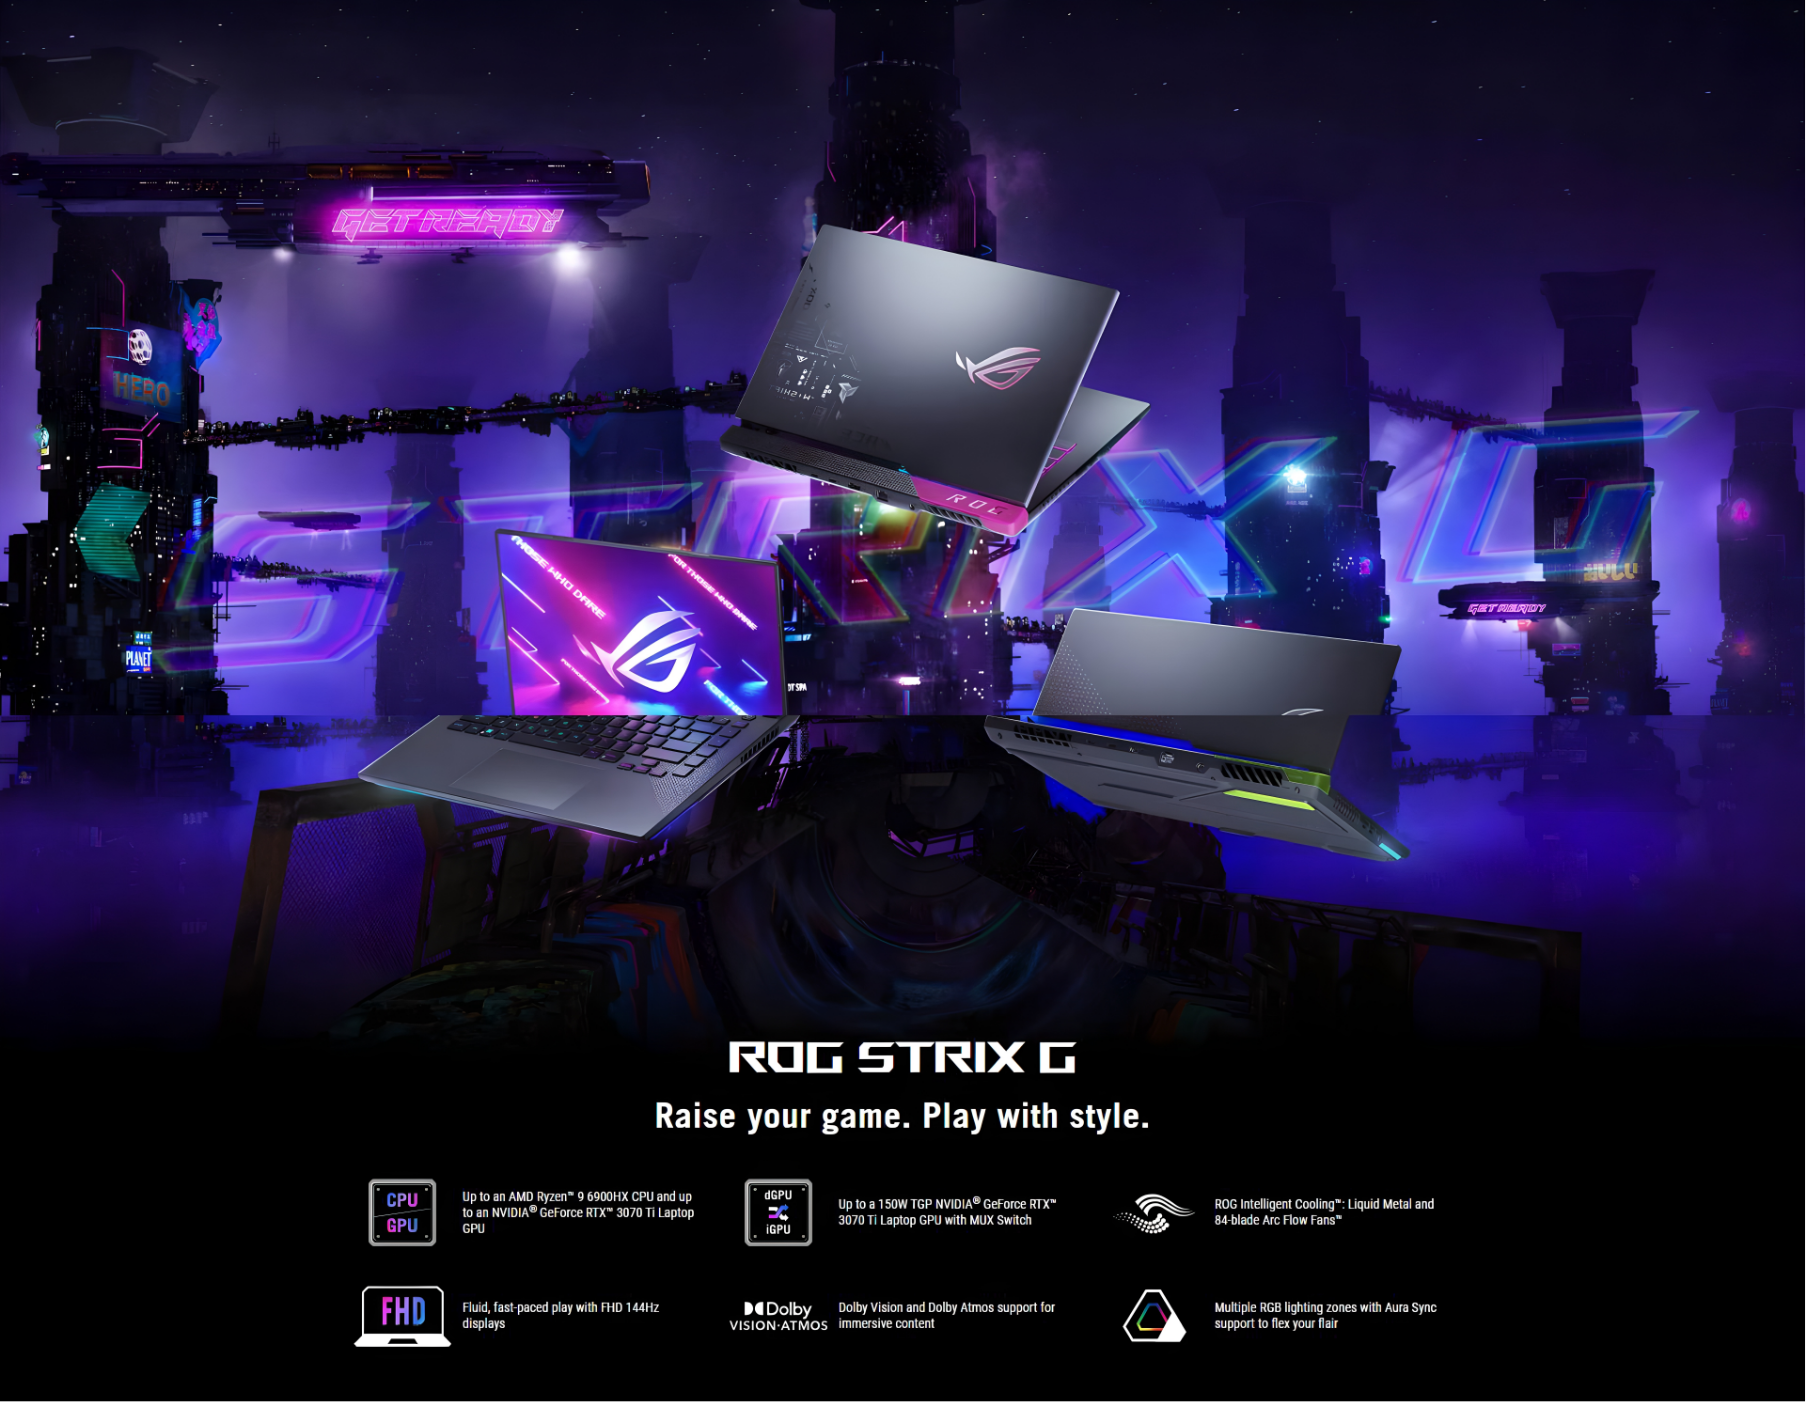 GET READY
HERO
STRIX G
ROG
THOSE WHO DARE
FOR THOSE WHO DARE
GET READY
PLANET
ROG STRIX G
Raise your game. Play with style.
CPU
GPU
Up to an AMD Ryzen™ 9 6900HX CPU and up
to an NVIDIA® GeForce RTX™ 3070 Ti Laptop
GPU
dGPU
iGPU
Up to a 150W TGP NVIDIA® GeForce RTX™
3070 Ti Laptop GPU with MUX Switch
ROG Intelligent Cooling™: Liquid Metal and
84-blade Arc Flow Fans™
FHD
Fluid, fast-paced play with FHD 144Hz
displays
Dolby
VISION·ATMOS
Dolby Vision and Dolby Atmos support for
immersive content
Multiple RGB lighting zones with Aura Sync
support to flex your flair